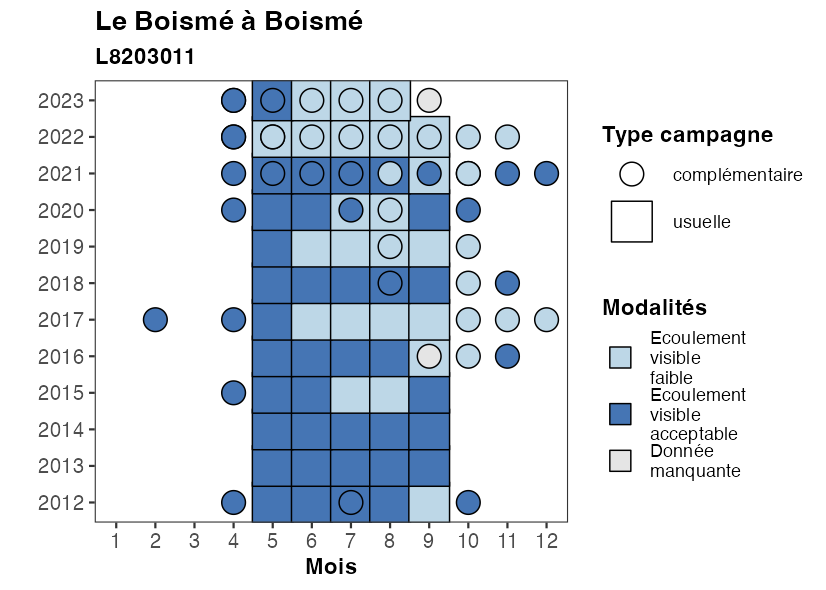 Le Boismé à Boismé
L8203011
2023
2022
2021
2020
2019
2018
2017
2016
2015
2014
2013
2012
1 2 3 4 5 6 7 8 9 10 11 12
Mois
Type campagne
complémentaire
usuelle
Modalités
Ecoulement
visible
faible
Ecoulement
visible
acceptable
Donnée
manquante